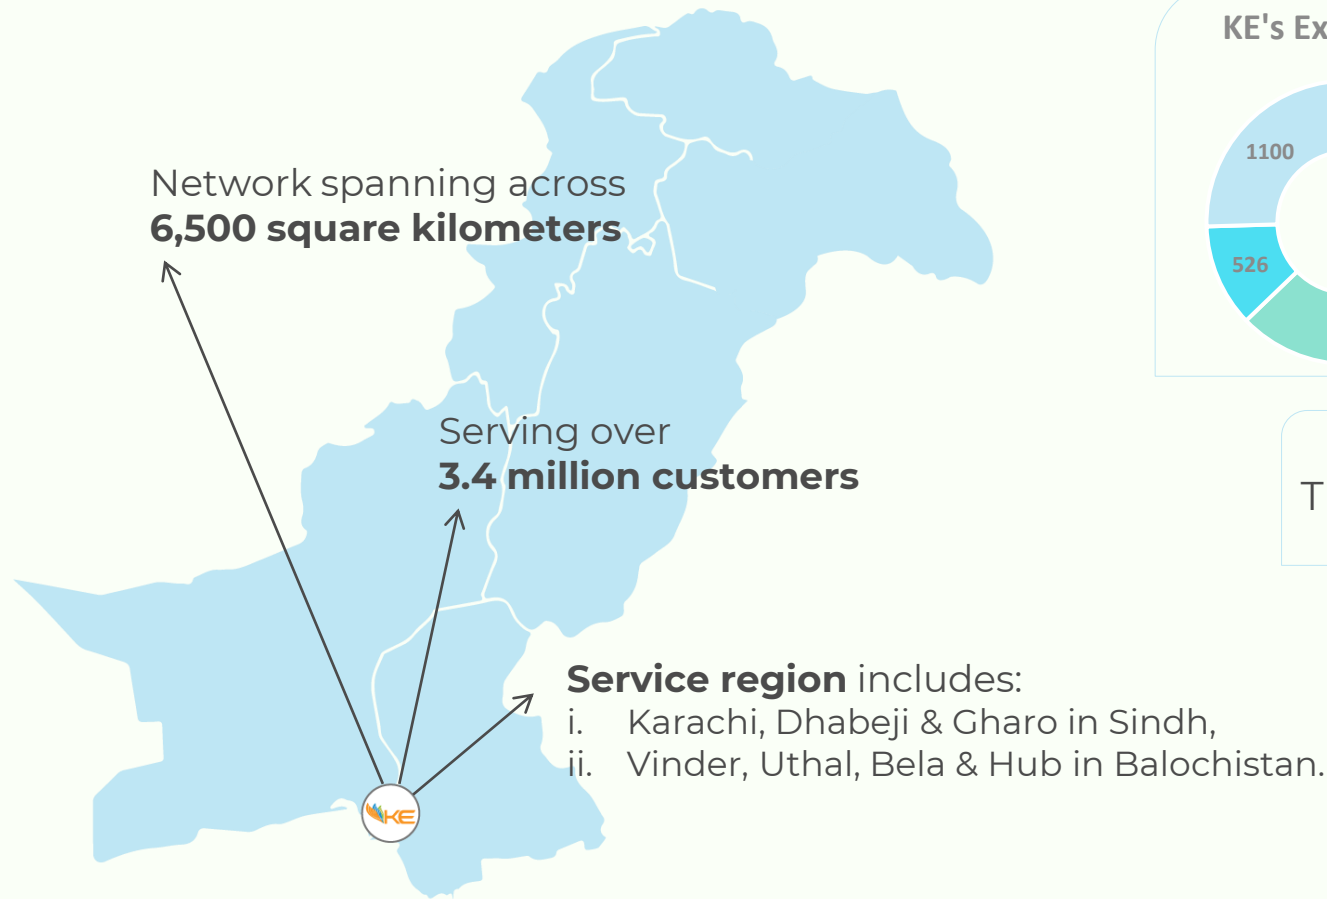 KE's Ex
1100
526
Network spanning across
6,500 square kilometers
Serving over
3.4 million customers
T
Service region includes:
i. Karachi, Dhabeji & Gharo in Sindh,
ii. Vinder, Uthal, Bela & Hub in Balochistan.
KE